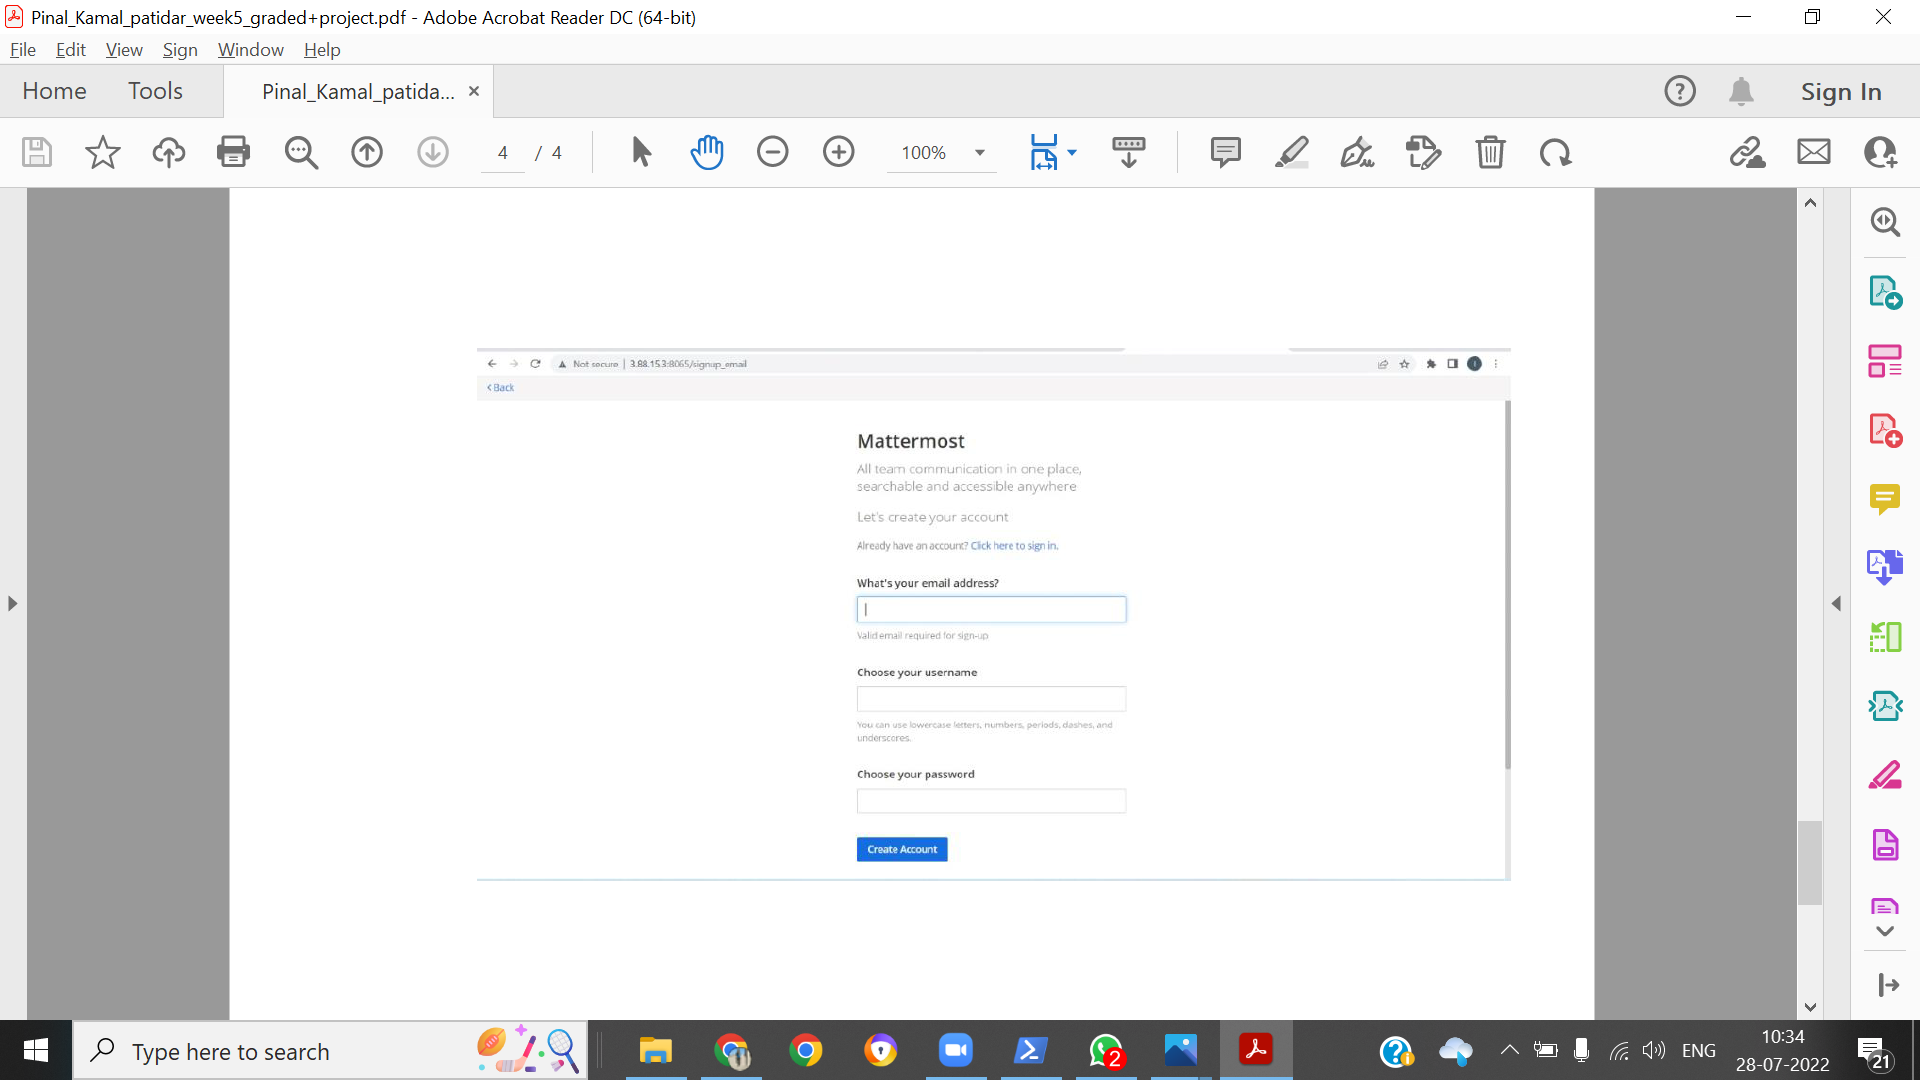 Pinal_Kamal_patidar_week5_graded+project.pdf - Adobe Acrobat Reader DC (64-bit)
File Edit View Sign Window Help
Home Tools Pinal_Kamal_patida... × Sign In
4 / 4 100%
Not secure | 3.88.15.3:8065/signup_email
< Back
Mattermost
All team communication in one place,
searchable and accessible anywhere
Let's create your account
Already have an account? Click here to sign in.
What's your email address?
Valid email required for sign-up
Choose your username
You can use lowercase letters, numbers, periods, dashes, and
underscores.
Choose your password
Create Account
Type here to search
2
ENG
10:34
28-07-2022
21